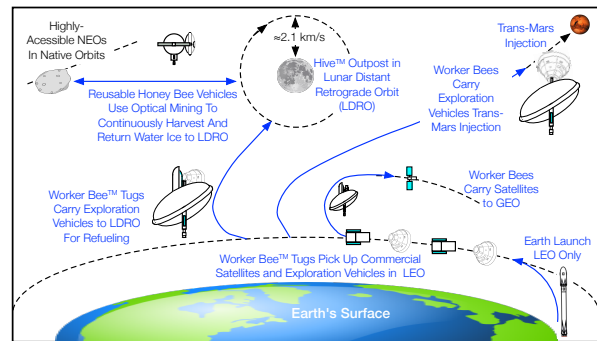 Highly-
Acessible NEOs
In Native Orbits
≈2.1 km/s
Trans-Mars
Injection
Hive™ Outpost in
Lunar Distant
Retrograde Orbit
(LDRO)
Worker Bees
Carry
Exploration
Vehicles Trans-
Mars Injection
Reusable Honey Bee Vehicles
Use Optical Mining To
Continuously Harvest And
Return Water Ice to LDRO
Worker Bees
Carry Satellites
to GEO
Worker Bee™ Tugs
Carry Exploration
Vehicles to LDRO
For Refueling
Earth Launch
LEO Only
Worker Bee™ Tugs Pick Up Commercial
Satellites and Exploration Vehicles in LEO
Earth's Surface